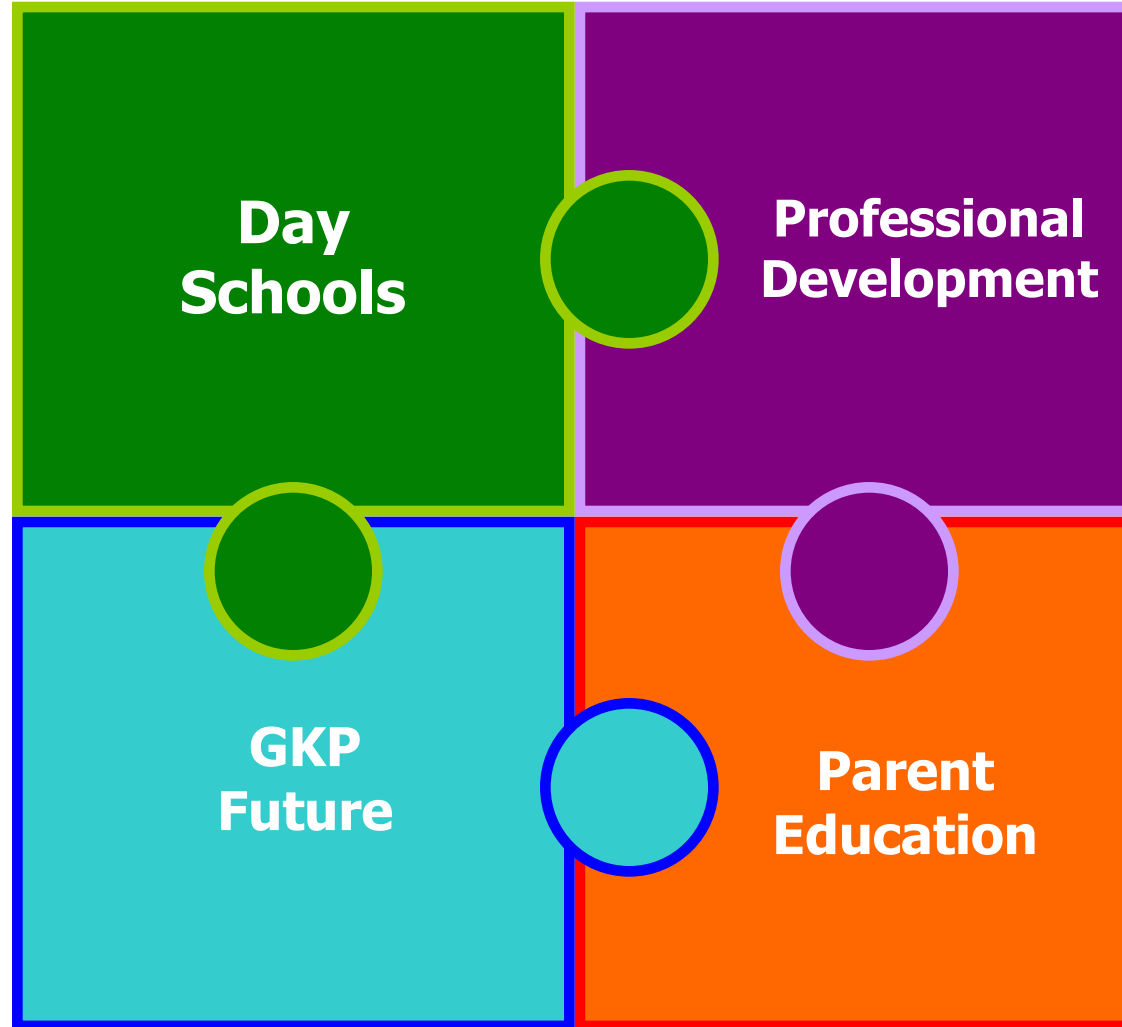 Day
Schools
Professional
Development
GKP
Future
Parent
Education